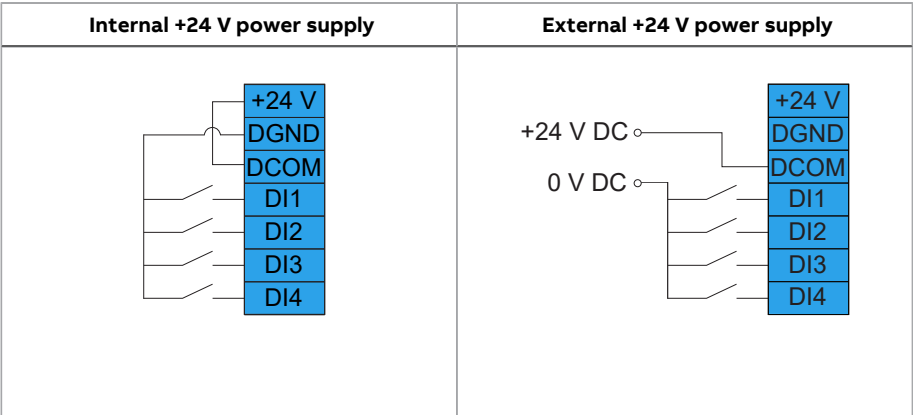 Internal +24 V power supply
External +24 V power supply
+24 V
DGND
DCOM
DI1
DI2
DI3
DI4
+24 V DC
0 V DC
+24 V
DGND
DCOM
DI1
DI2
DI3
DI4